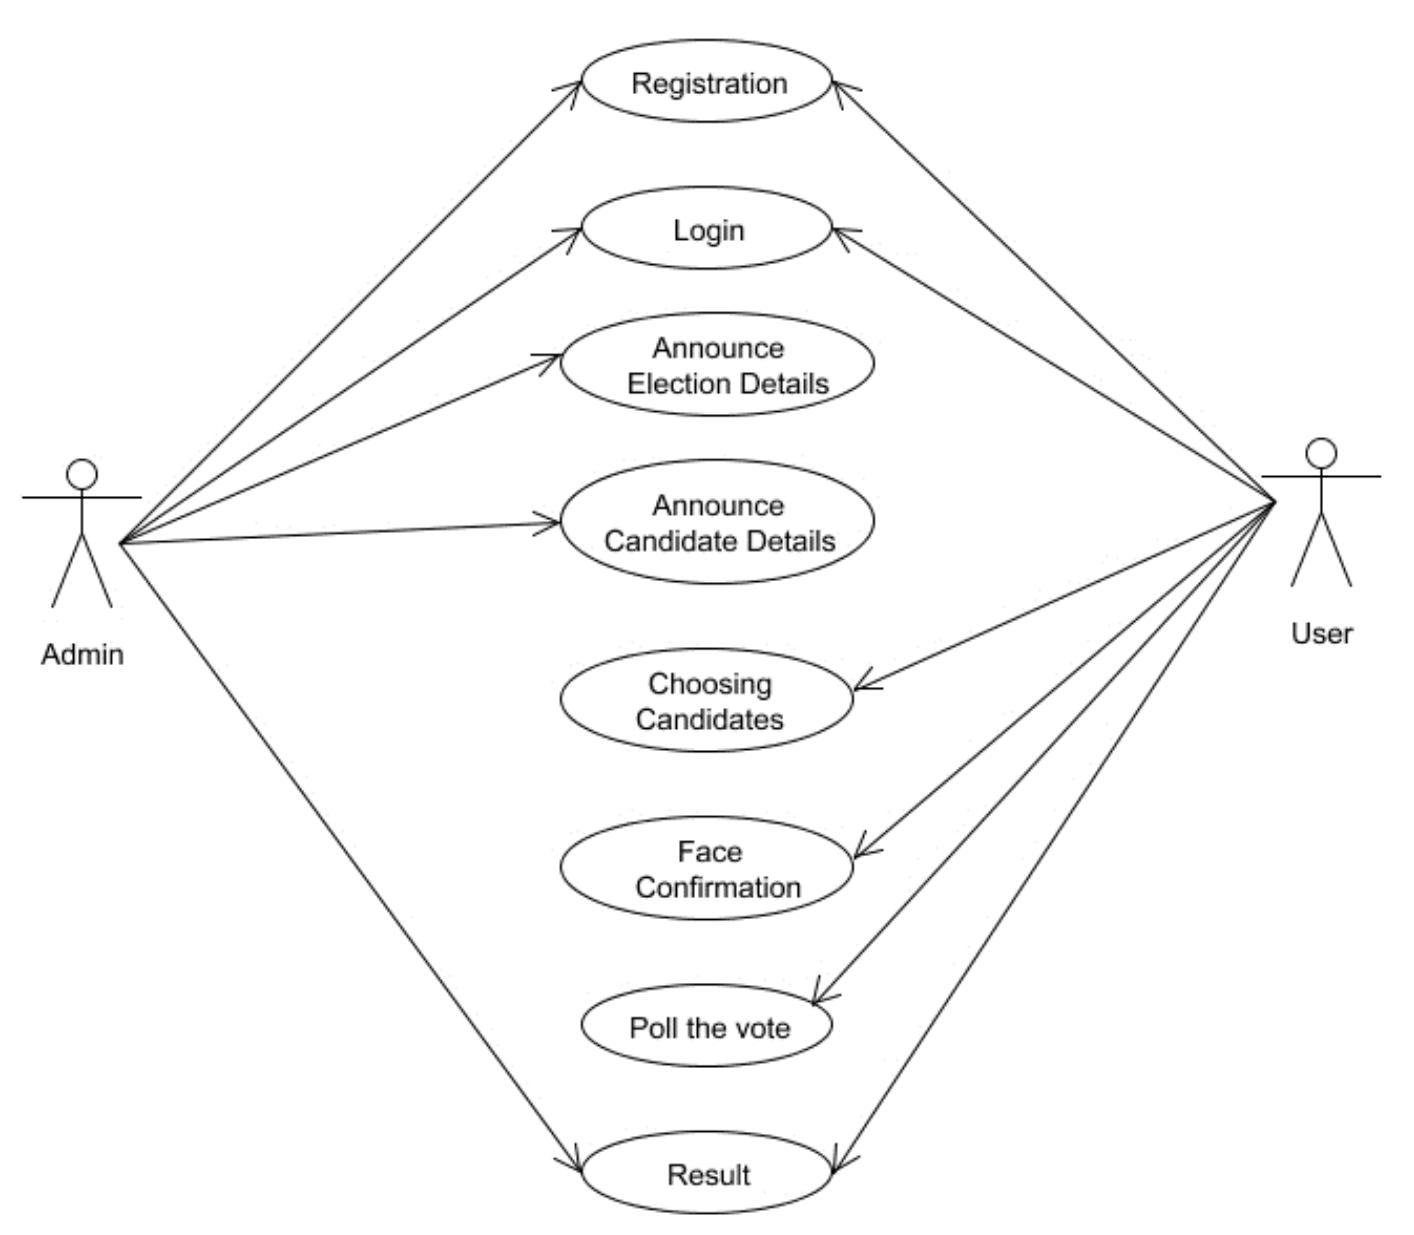 Registration
Login
Announce
Election Details
Announce
Candidate Details
Admin
User
Choosing
Candidates
Face
Confirmation
Poll the vote
Result